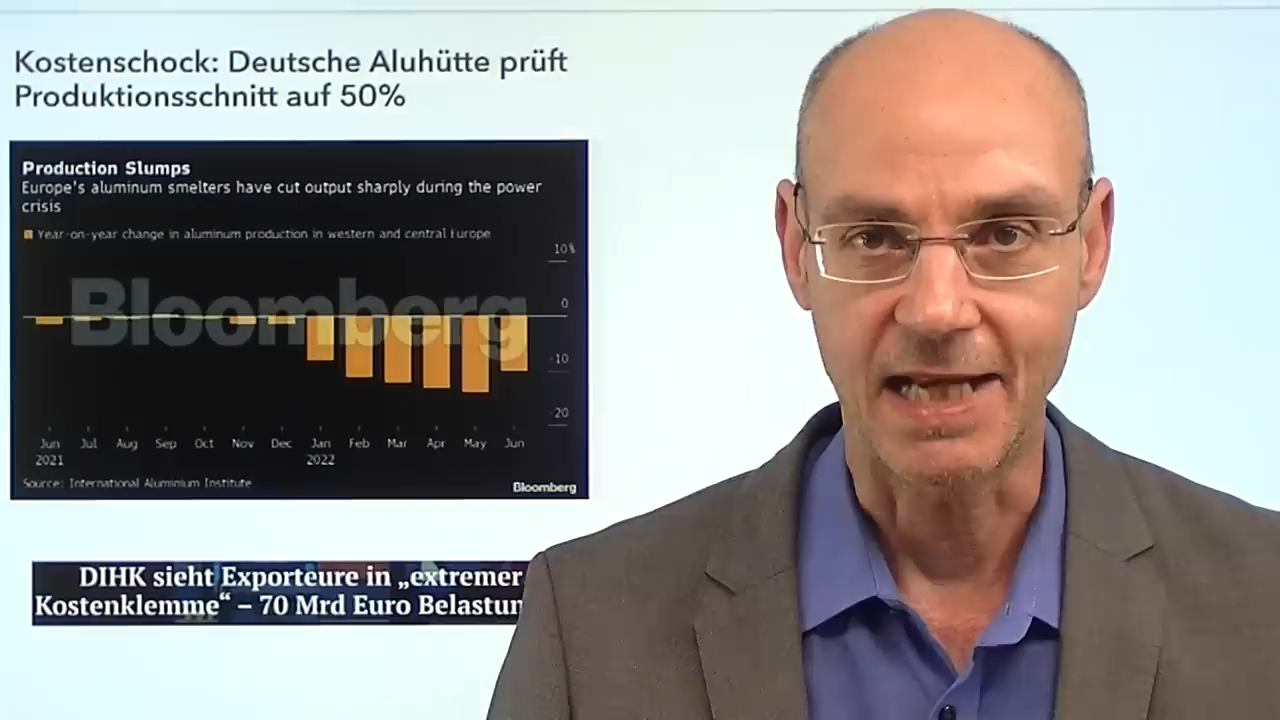 Kostenschock: Deutsche Aluhütte prüft
Produktionsschnitt auf 50%
Production Slumps
Europe's aluminum smelters have cut output sharply during the power
crisis
Year-on-year change in aluminum production in western and central Europe
10%
0
-10
-20
Bloomberg
Jun Jul Aug Sep Oct Nov Dec Jan Feb Mar Apr May Jun
2021 2022
Source: International Aluminium Institute
Bloomberg
DIHK sieht Exporteure in „extremer
Kostenklemme“ – 70 Mrd Euro